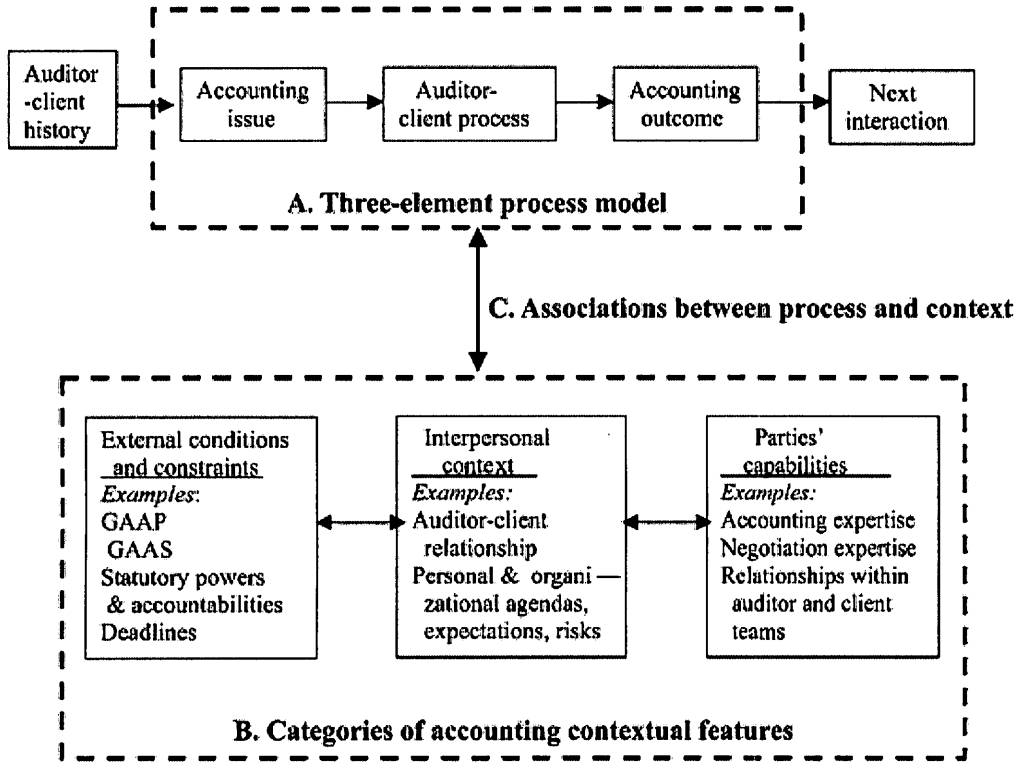 Auditor
-client
history
Accounting
issue
Auditor-
client process
Accounting
outcome
Next
interaction
A. Three-element process model
C. Associations between process and context
External conditions
and constraints
Examples:
GAAP
GAAS
Statutory powers
& accountabilities
Deadlines
Interpersonal
context
Examples:
Auditor-client
relationship
Personal & organi —
zational agendas,
expectations, risks
Parties'
capabilities
Examples:
Accounting expertise
Negotiation expertise
Relationships within
auditor and client
teams
B. Categories of accounting contextual features